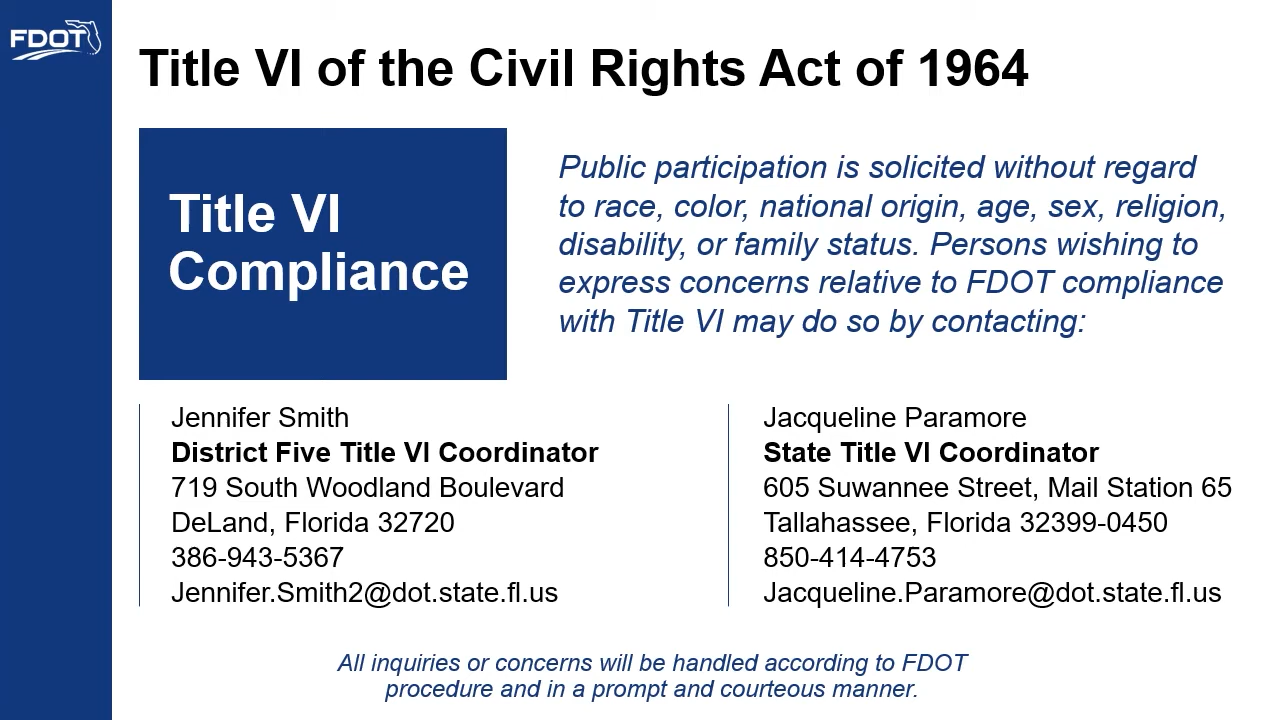 FDOT
Title VI of the Civil Rights Act of 1964
Title VI
Compliance
Public participation is solicited without regard
to race, color, national origin, age, sex, religion,
disability, or family status. Persons wishing to
express concerns relative to FDOT compliance
with Title VI may do so by contacting:
Jennifer Smith
District Five Title VI Coordinator
719 South Woodland Boulevard
DeLand, Florida 32720
386-943-5367
Jennifer.Smith2@dot.state.fl.us
Jacqueline Paramore
State Title VI Coordinator
605 Suwannee Street, Mail Station 65
Tallahassee, Florida 32399-0450
850-414-4753
Jacqueline.Paramore@dot.state.fl.us
All inquiries or concerns will be handled according to FDOT
procedure and in a prompt and courteous manner.